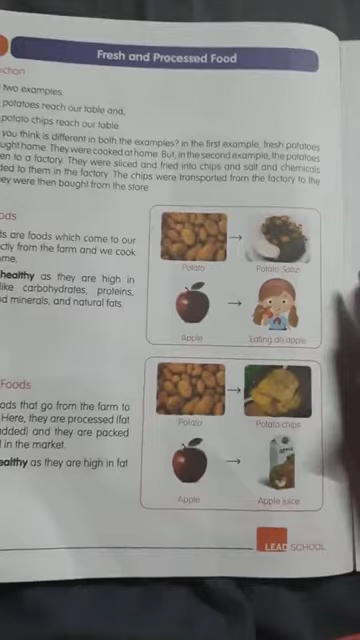 Fresh and Processed Food
two examples.
potatoes reach our table and,
potato chips reach our table.
you think is different in both the examples? In the first example, fresh potatoes
ught home. They were cooked at home. But, in the second example, the potatoes
en to a factory. They were sliced and fried into chips and salt and chemicals
ded to them in the factory. The chips were transported from the factory to the
ey were then bought from the store.
ods
ds are foods which come to our
ctly from the farm and we cook
me.
healthy as they are high in
like carbohydrates, proteins,
d minerals, and natural fats.
Potato
Potato Sabzi
Apple
Eating an apple
Foods
ods that go from the farm to
Here, they are processed (fat
added) and they are packed
l in the market.
ealthy as they are high in fat
Potato
Potato chips
Apple
Apple juice
LEAD SCHOOL